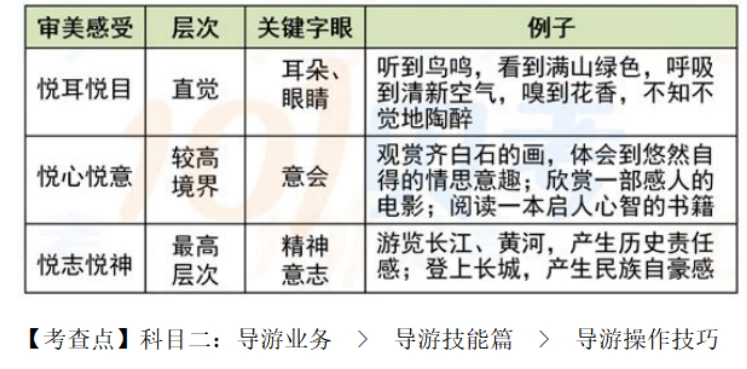 审美感受 层次 关键字眼 例子
悦耳悦目 直觉 耳朵、
眼睛 听到鸟鸣，看到满山绿色，呼吸
到清新空气，嗅到花香，不知不
觉地陶醉
悦心悦意 较高
境界 意会 观赏齐白石的画，体会到悠然自
得的情思意趣；欣赏一部感人的
电影；阅读一本启人心智的书籍
悦志悦神 最高
层次 精神
意志 游览长江、黄河，产生历史责任
感；登上长城，产生民族自豪感
【考查点】科目二：导游业务 > 导游技能篇 > 导游操作技巧